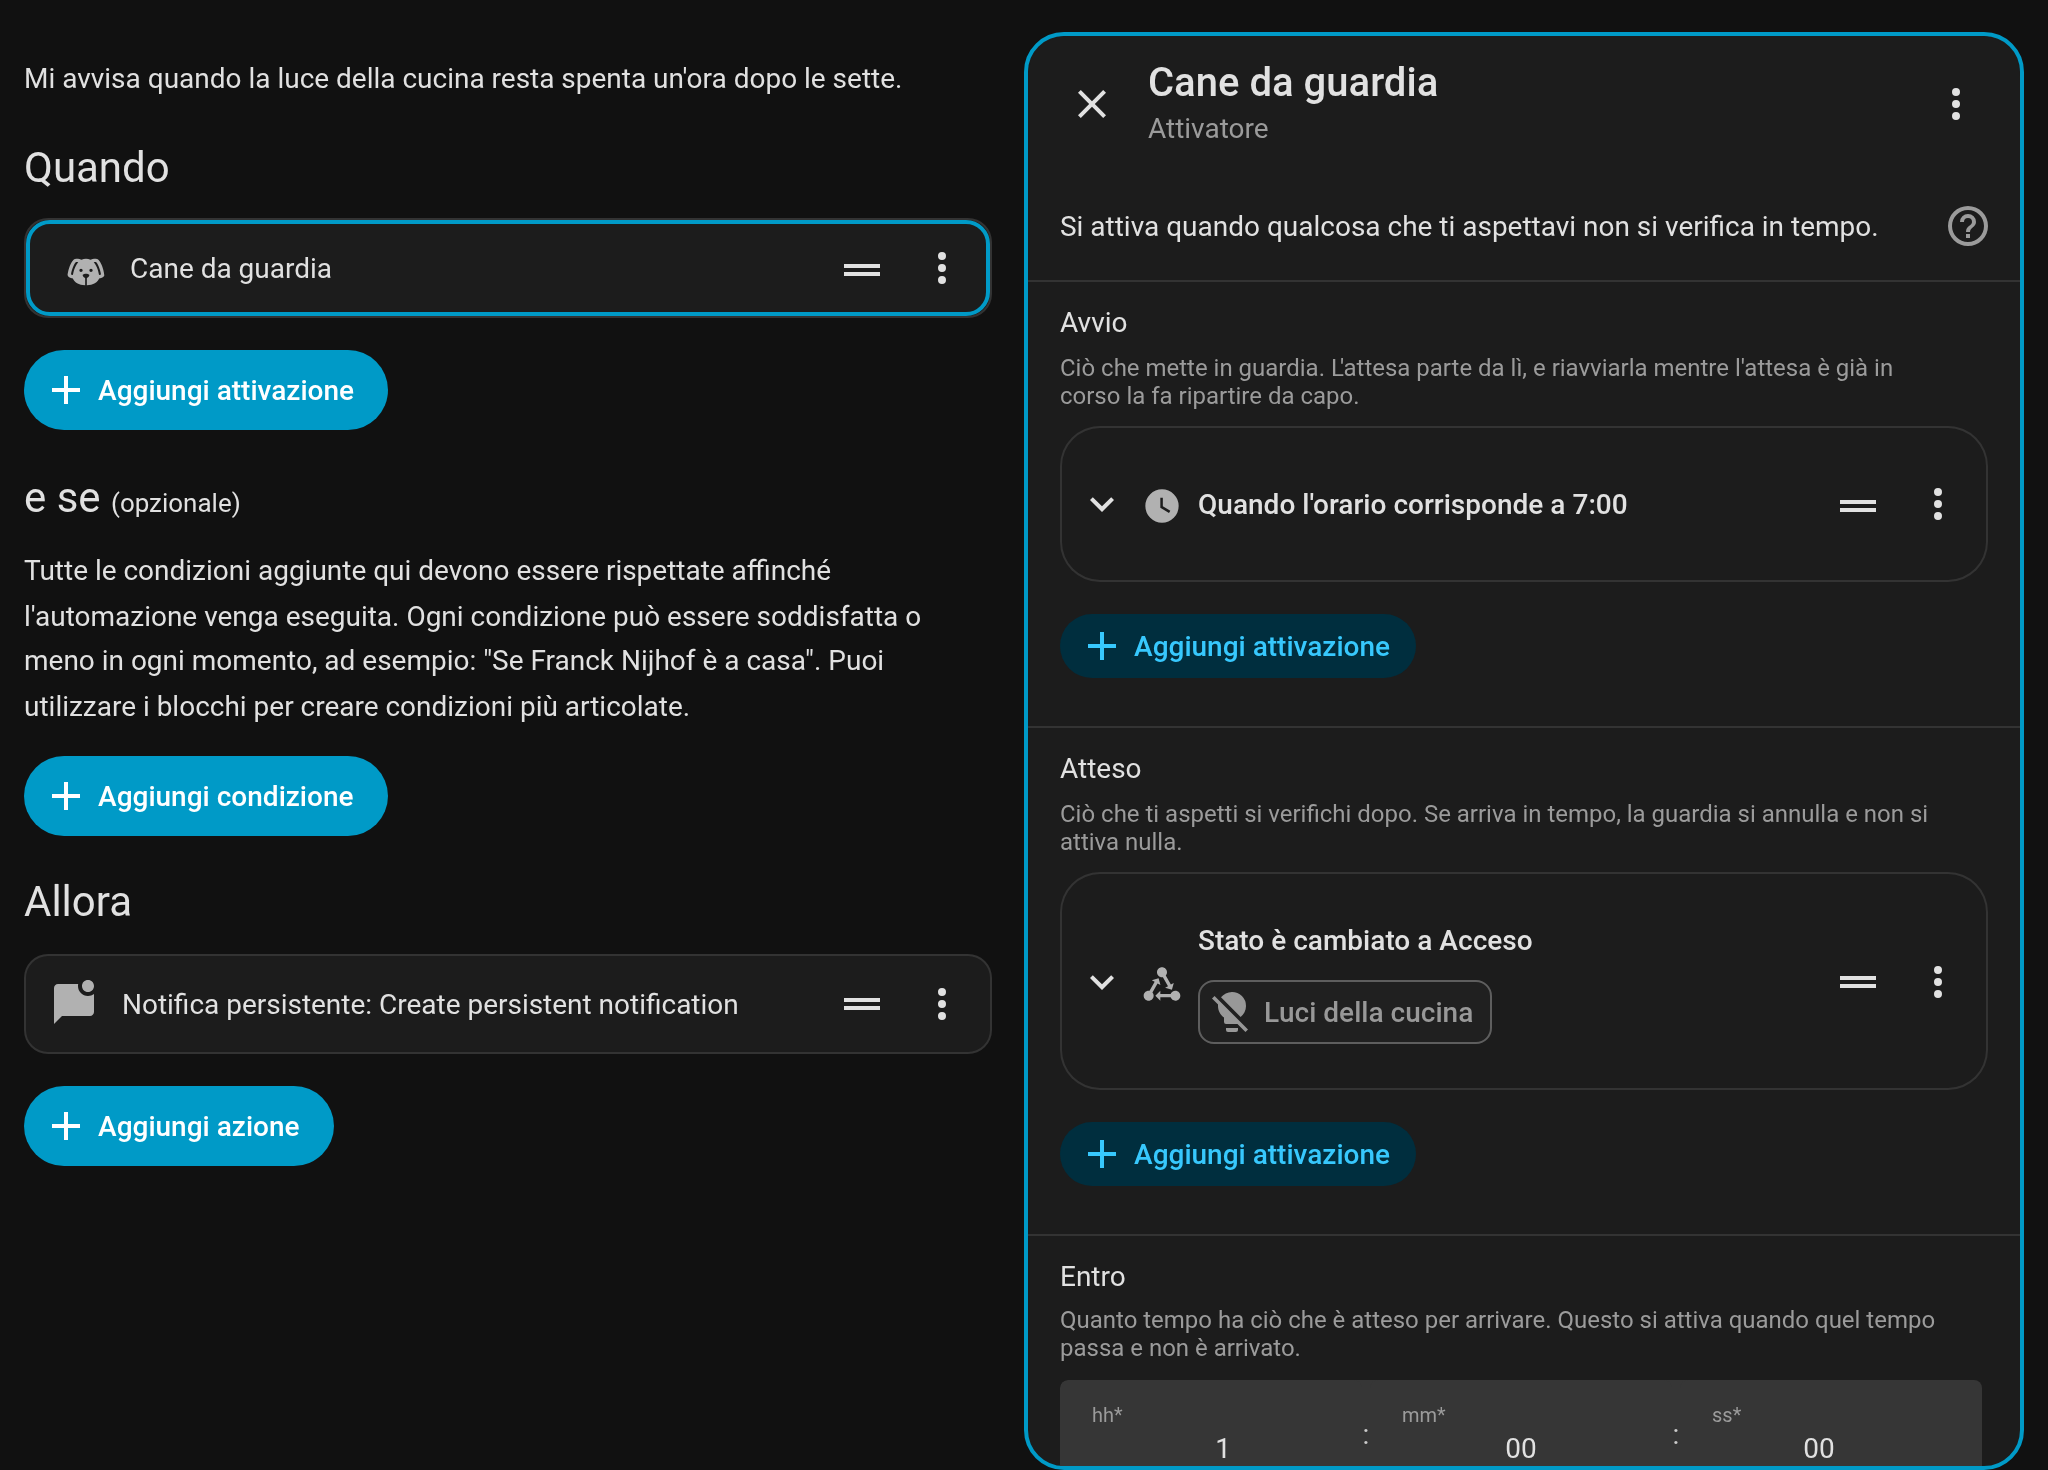 Mi avvisa quando la luce della cucina resta spenta un'ora dopo le sette.
Quando
Cane da guardia
Aggiungi attivazione
e se (opzionale)
Tutte le condizioni aggiunte qui devono essere rispettate affinché
l'automazione venga eseguita. Ogni condizione può essere soddisfatta o
meno in ogni momento, ad esempio: "Se Franck Nijhof è a casa". Puoi
utilizzare i blocchi per creare condizioni più articolate.
Aggiungi condizione
Allora
Notifica persistente: Create persistent notification
Aggiungi azione
Cane da guardia
Attivatore
Si attiva quando qualcosa che ti aspettavi non si verifica in tempo.
Avvio
Ciò che mette in guardia. L'attesa parte da lì, e riavviarla mentre l'attesa è già in
corso la fa ripartire da capo.
Quando l'orario corrisponde a 7:00
Aggiungi attivazione
Atteso
Ciò che ti aspetti si verifichi dopo. Se arriva in tempo, la guardia si annulla e non si
attiva nulla.
Stato è cambiato a Acceso
Luci della cucina
Aggiungi attivazione
Entro
Quanto tempo ha ciò che è atteso per arrivare. Questo si attiva quando quel tempo
passa e non è arrivato.
hh* mm* ss*
1 : 00 : 00